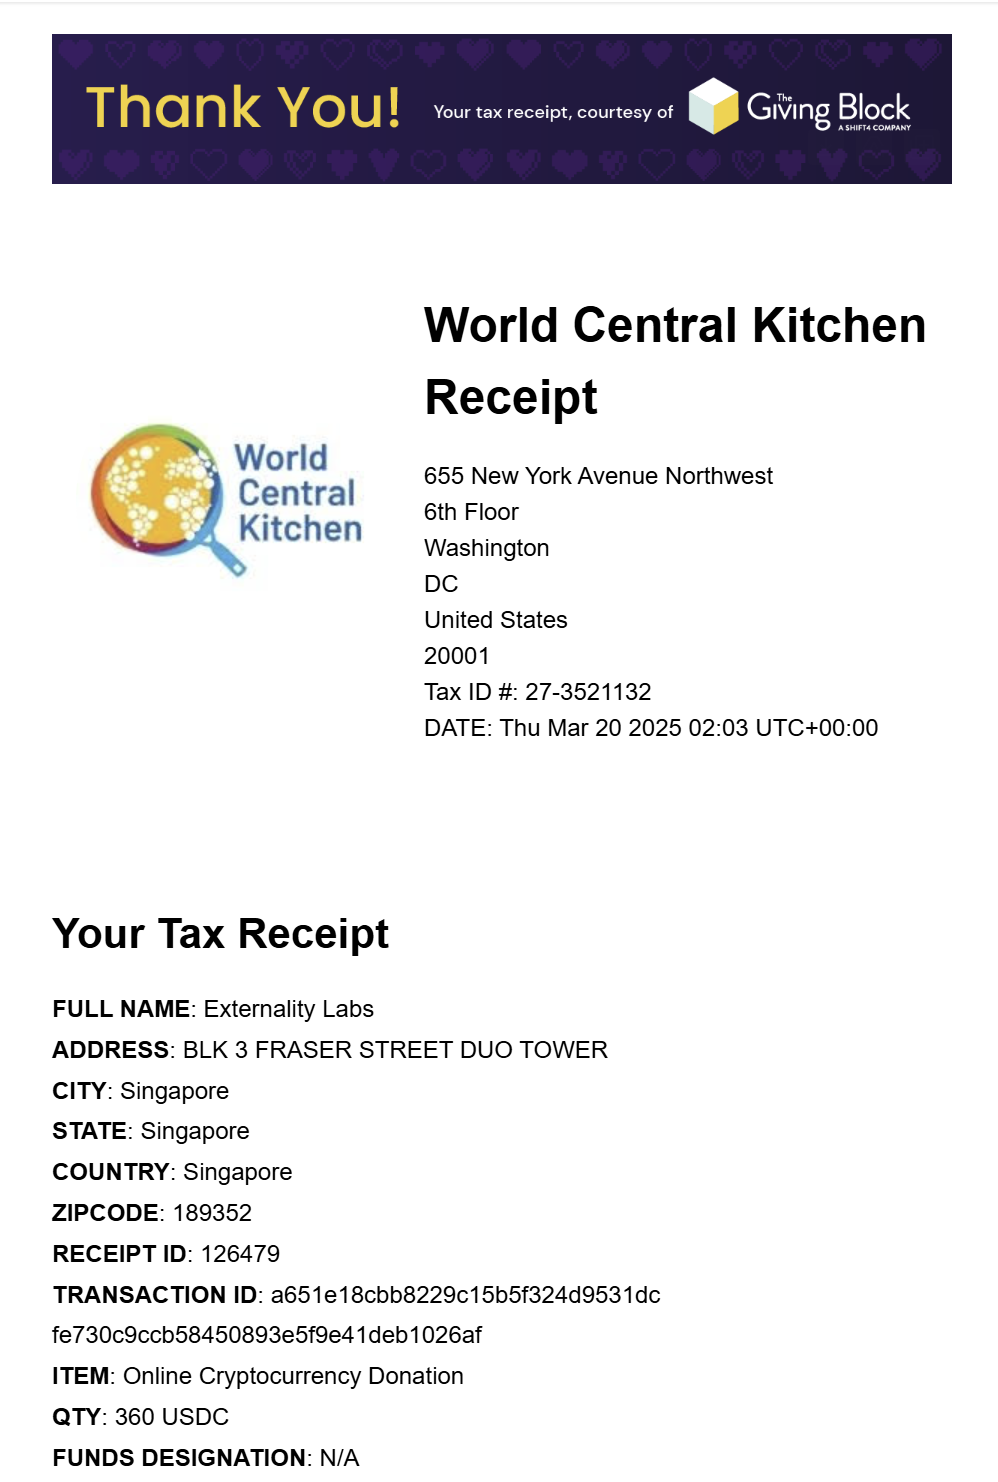 Thank You!
Your tax receipt, courtesy of
The
Giving Block
A SHIFT4 COMPANY
World Central Kitchen
Receipt
World
Central
Kitchen
655 New York Avenue Northwest
6th Floor
Washington
DC
United States
20001
Tax ID #: 27-3521132
DATE: Thu Mar 20 2025 02:03 UTC+00:00
Your Tax Receipt
FULL NAME: Externality Labs
ADDRESS: BLK 3 FRASER STREET DUO TOWER
CITY: Singapore
STATE: Singapore
COUNTRY: Singapore
ZIPCODE: 189352
RECEIPT ID: 126479
TRANSACTION ID: a651e18cbb8229c15b5f324d9531dc
fe730c9ccb58450893e5f9e41deb1026af
ITEM: Online Cryptocurrency Donation
QTY: 360 USDC
FUNDS DESIGNATION: N/A